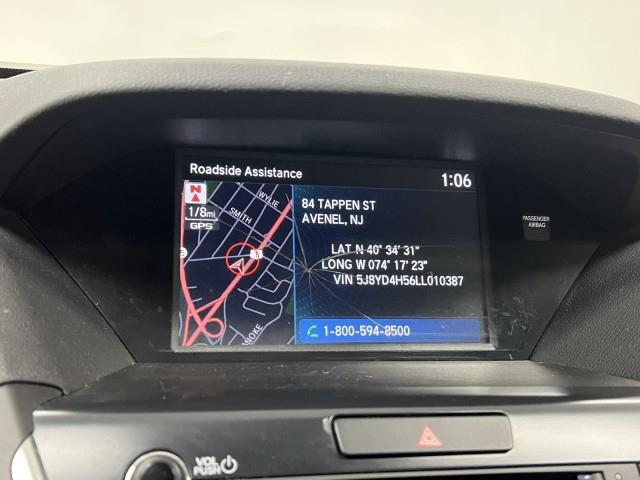 Roadside Assistance
1:06
N
1/8mi
GPS
WYLIE
SMITH
1
84 TAPPEN ST
AVENEL, NJ
LAT N 40° 34' 31"
LONG W 074° 17' 23"
VIN 5J8YD4H56LL010387
1-800-594-8500
PASSENGER
AIRBAG
VOL
PUSH